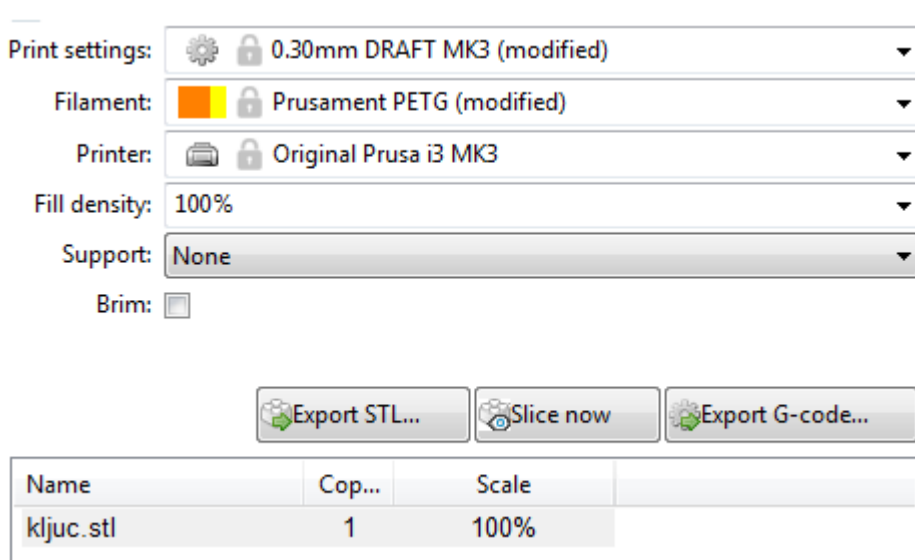 Print settings: 0.30mm DRAFT MK3 (modified)
Filament: Prusament PETG (modified)
Printer: Original Prusa i3 MK3
Fill density: 100%
Support: None
Brim:
Export STL... Slice now Export G-code...
Name Cop... Scale
kljuc.stl 1 100%